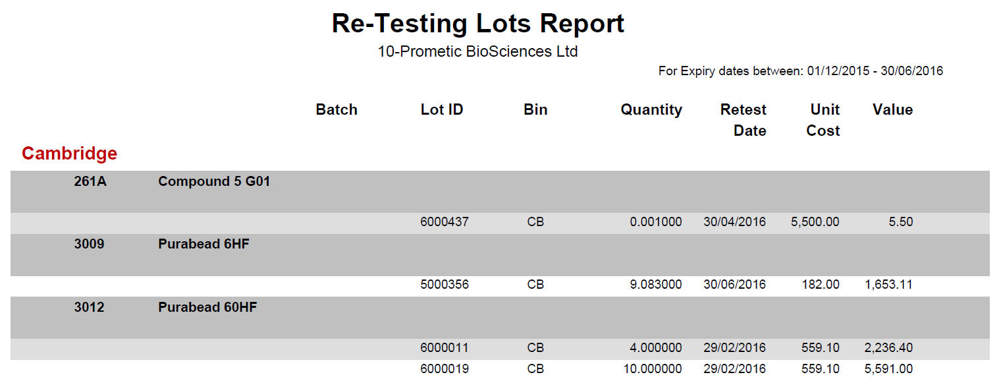 Re-Testing Lots Report
10-Prometic BioSciences Ltd
For Expiry dates between: 01/12/2015 - 30/06/2016
Batch Lot ID Bin Quantity Retest Date Unit Cost Value
Cambridge
261A Compound 5 G01
6000437 CB 0.001000 30/04/2016 5,500.00 5.50
3009 Purabead 6HF
5000356 CB 9.083000 30/06/2016 182.00 1,653.11
3012 Purabead 60HF
6000011 CB 4.000000 29/02/2016 559.10 2,236.40
6000019 CB 10.000000 29/02/2016 559.10 5,591.00